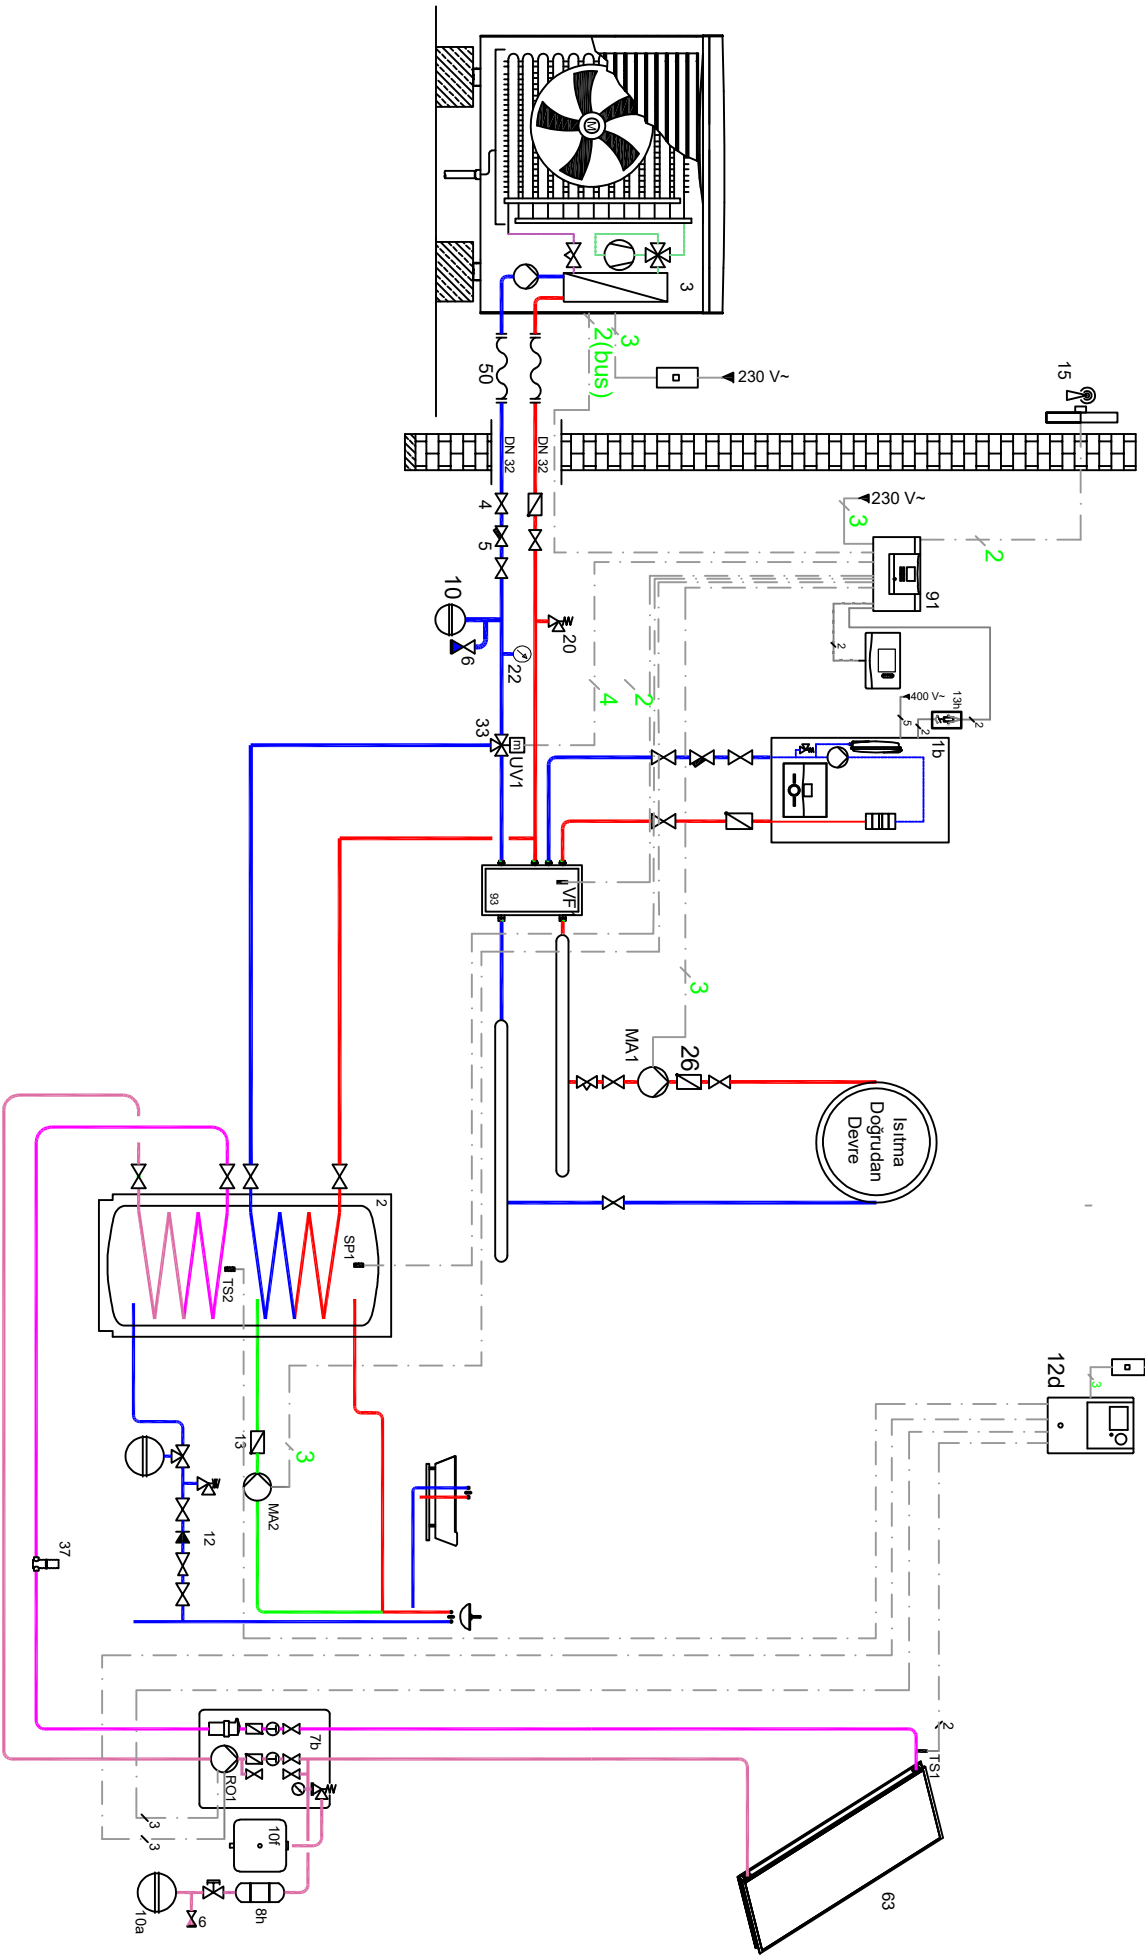 3
M
3
2(bus)
230 V~
15
50
DN 32
DN 32
4
5
230 V~
3
2
91
10
6
20
22
2
400 V~
13h
5
2
2
4
2
33
m
UV1
1b
VF
93
3
MA1
26
Isıtma
Doğrudan
Devre
2
SP1
TS2
12d
3
13
3
MA2
12
37
2
TS1
7b
RO1
3
3
10f
63
8h
6
10a